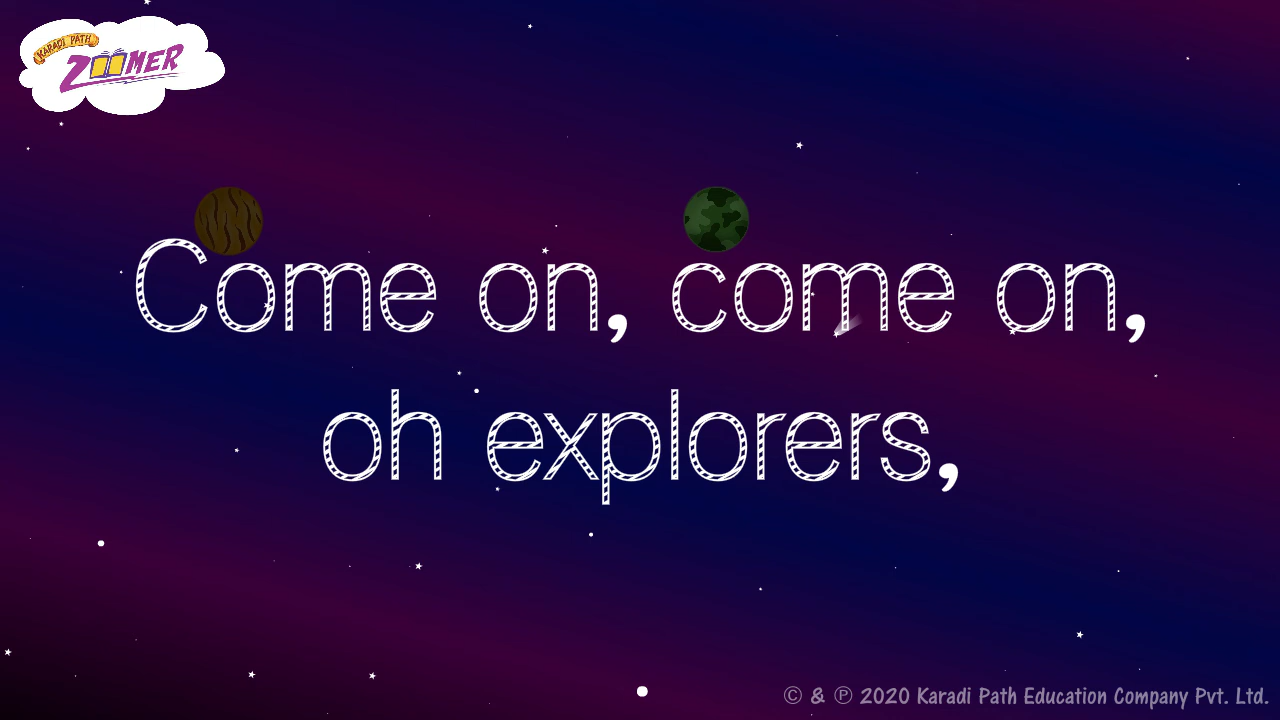 KARADI PATH
ZOOMER
Come on, come on,
oh explorers,
© & ℗ 2020 Karadi Path Education Company Pvt. Ltd.